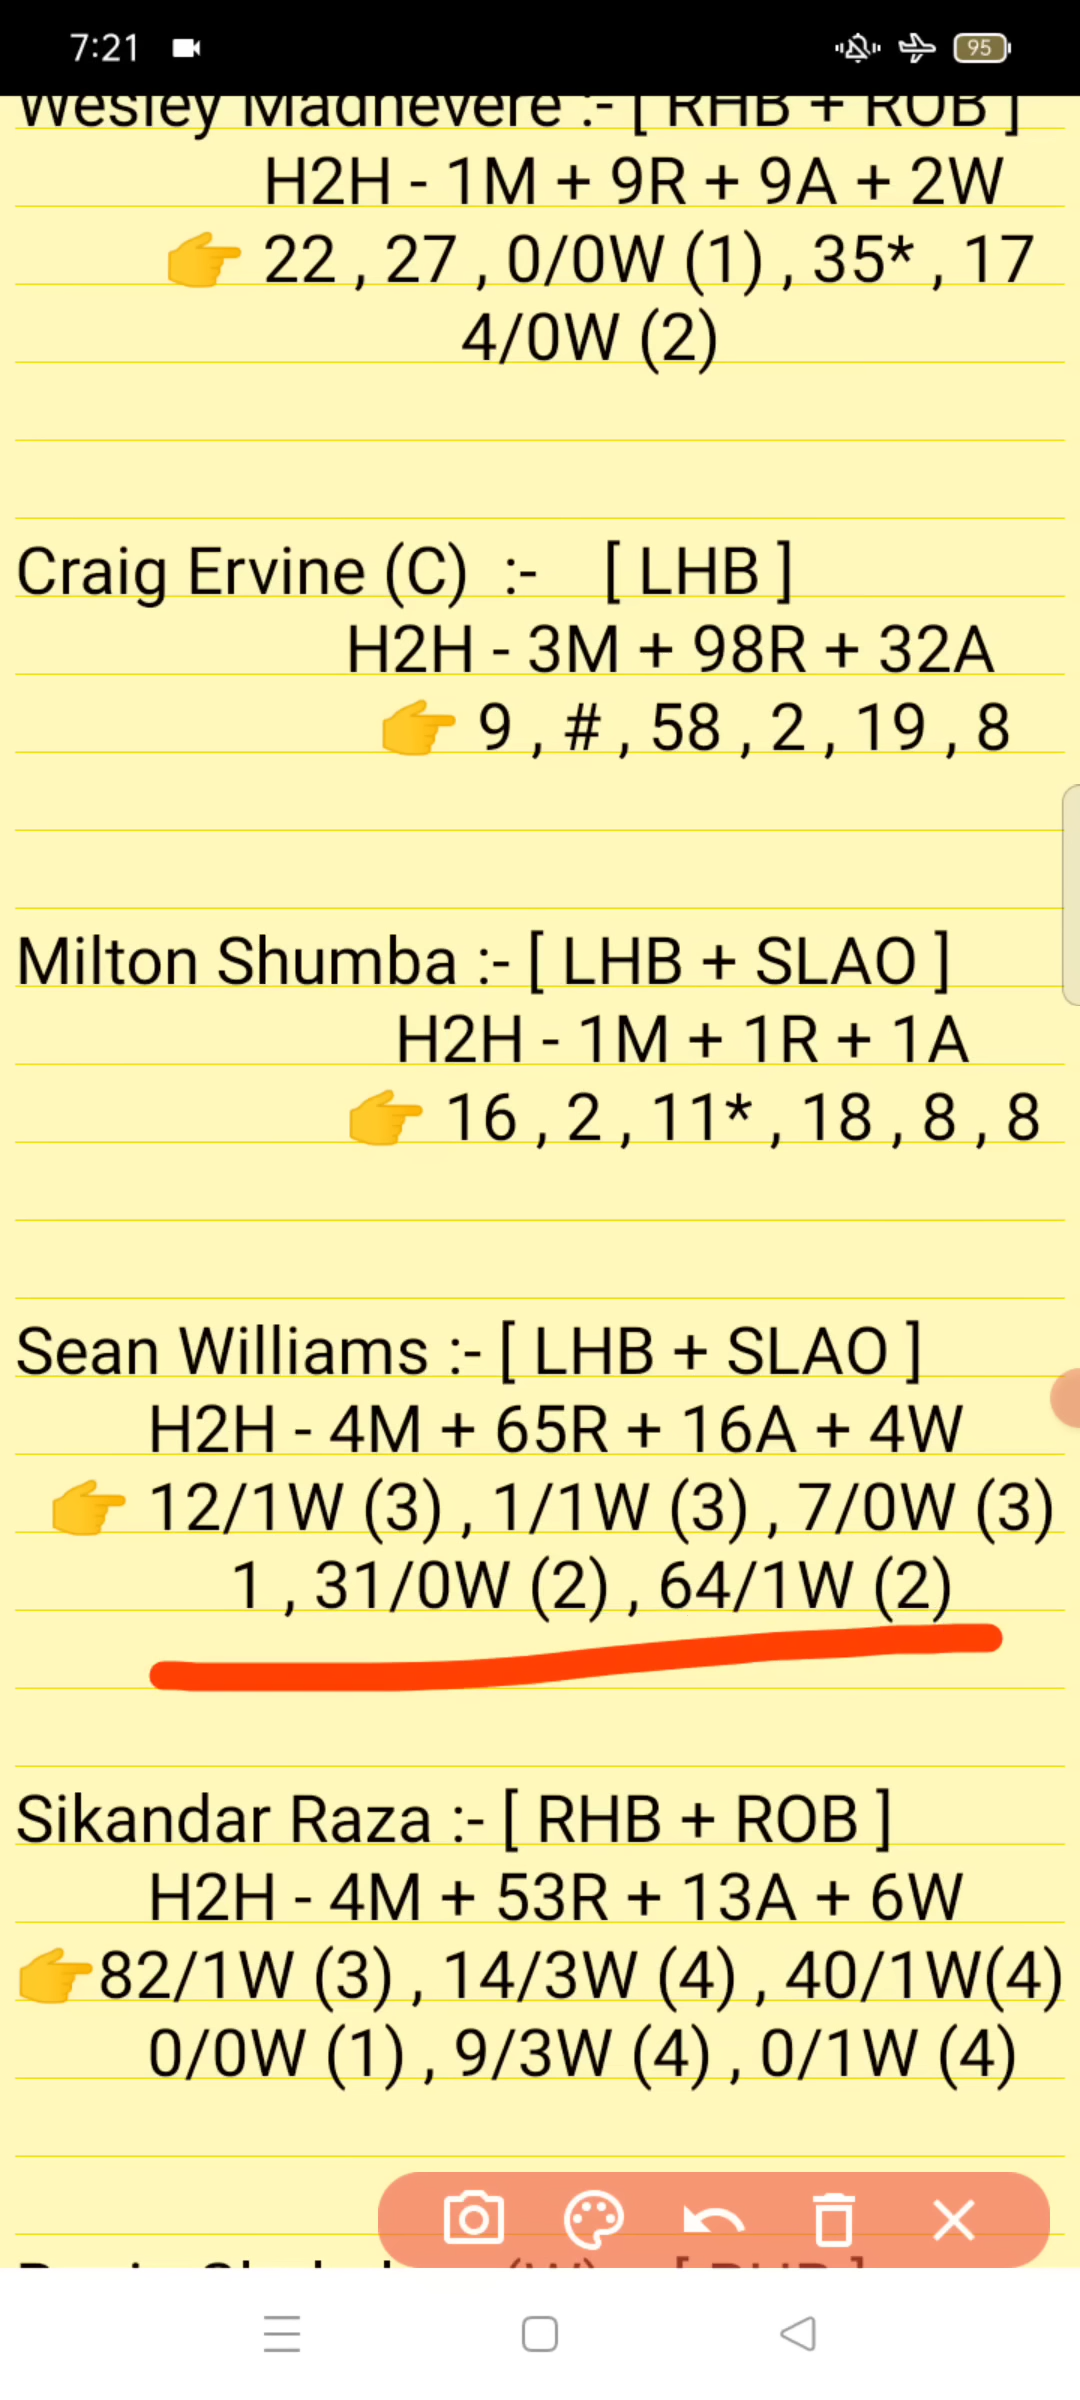 7:21
95
Wesley Madhevere :- [ RHB + ROB ]
H2H - 1M + 9R + 9A + 2W
👉 22 , 27 , 0/0W (1) , 35* , 17
4/0W (2)
Craig Ervine (C) :- [ LHB ]
H2H - 3M + 98R + 32A
👉 9 , # , 58 , 2 , 19 , 8
Milton Shumba :- [ LHB + SLAO ]
H2H - 1M + 1R + 1A
👉 16 , 2 , 11* , 18 , 8 , 8
Sean Williams :- [ LHB + SLAO ]
H2H - 4M + 65R + 16A + 4W
👉 12/1W (3) , 1/1W (3) , 7/0W (3)
1 , 31/0W (2) , 64/1W (2)
Sikandar Raza :- [ RHB + ROB ]
H2H - 4M + 53R + 13A + 6W
👉82/1W (3) , 14/3W (4) , 40/1W(4)
0/0W (1) , 9/3W (4) , 0/1W (4)